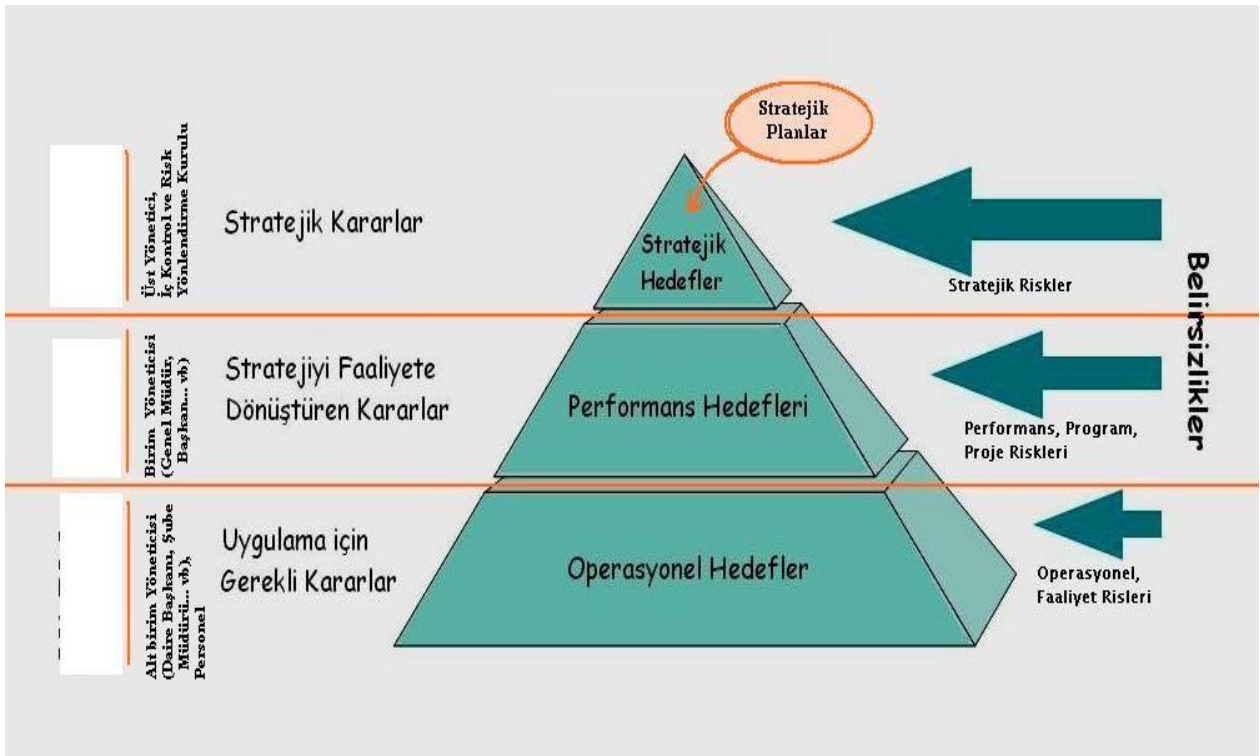 Stratejik
Planlar
Üst Yönetici,
İç Kontrol ve Risk
Yönlendirme Kurulu
Stratejik Kararlar
Stratejik
Hedefler
Stratejik Riskler
Belirsizlikler
Birim Yöneticisi
(Genel Müdür,
Başkan... vb)
Stratejiyi Faaliyete
Dönüştüren Kararlar
Performans Hedefleri
Performans, Program,
Proje Riskleri
Alt birim Yöneticisi
(Daire Başkanı, Şube
Müdürü... vb),
Personel
Uygulama için
Gerekli Kararlar
Operasyonel Hedefler
Operasyonel,
Faaliyet Risleri